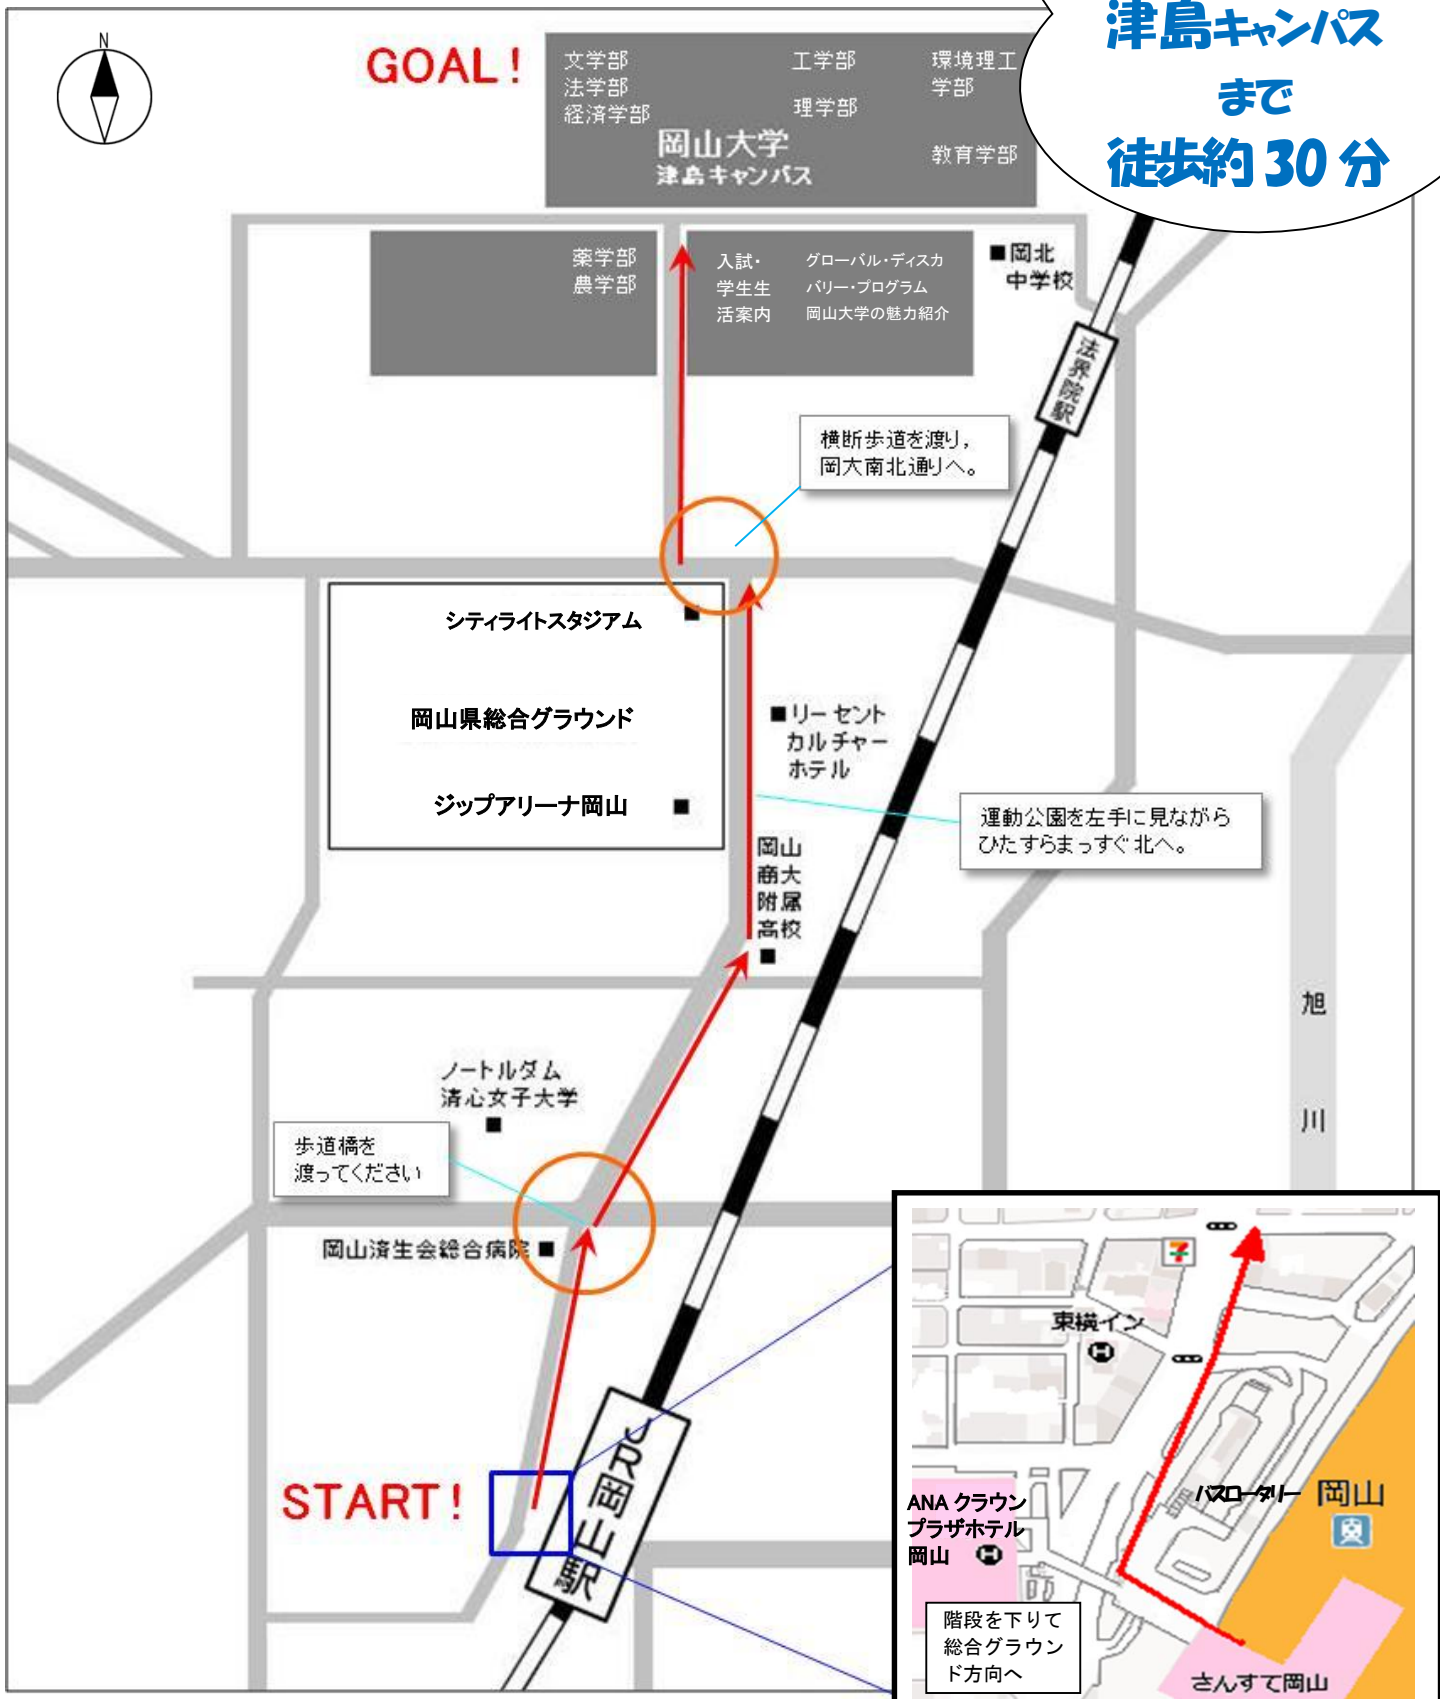 津島キャンパス
まで
徒歩約 30 分
N
GOAL!
文学部
法学部
経済学部
工学部
理学部
環境理工
学部
教育学部
岡山大学
津島キャンパス
薬学部
農学部
入試・
学生生
活案内
グローバル・ディスカ
バリー・プログラム
岡山大学の魅力紹介
岡北
中学校
法界院駅
横断歩道を渡り,
岡大南北通りへ。
シティライトスタジアム
岡山県総合グラウンド
ジップアリーナ岡山
リーセント
カルチャー
ホテル
運動公園を左手に見ながら
ひたすらまっすぐ北へ。
岡山
商大
附属
高校
旭
川
ノートルダム
清心女子大学
歩道橋を
渡ってください
岡山済生会総合病院
START!
JR岡山駅
7
東横イン
H
バスロータリー
岡山
ANA クラウン
プラザホテル
岡山
H
階段を下りて
総合グラウン
ド方向へ
さんすて岡山